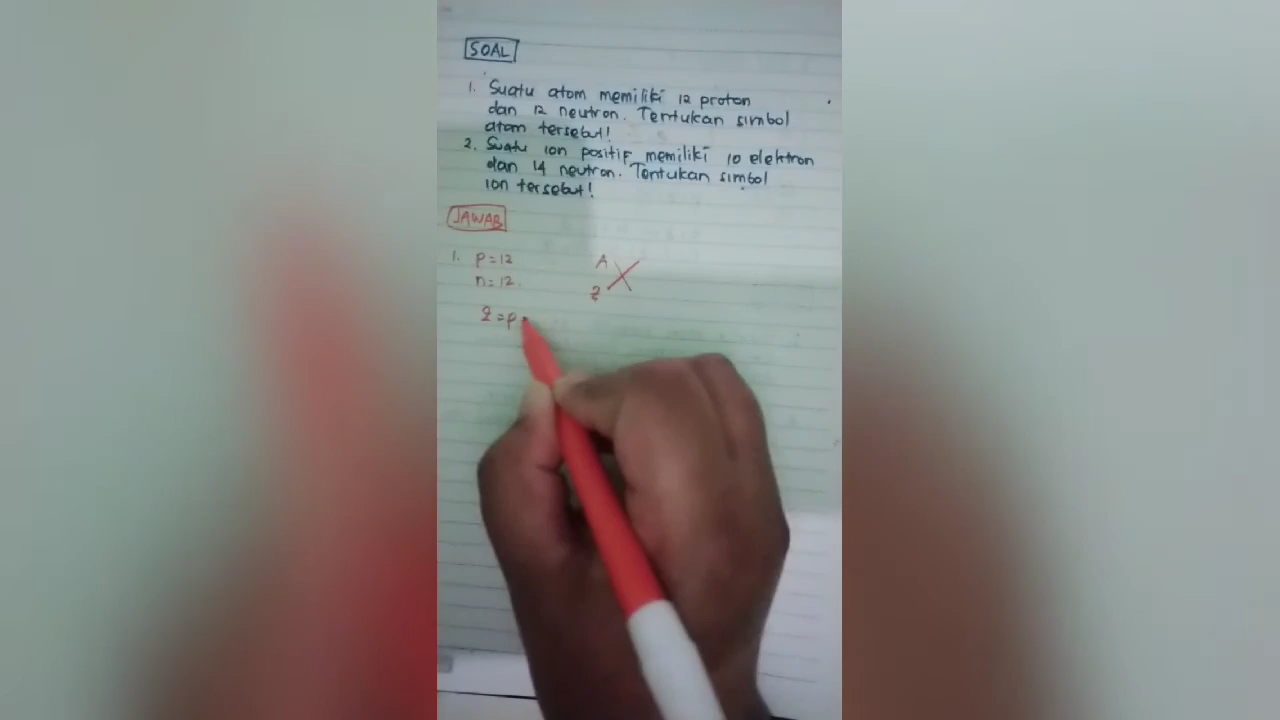 SOAL
1. Suatu atom memiliki 12 proton
dan 12 neutron. Tentukan simbol
atom tersebut!
2. Suatu ion positif memiliki 10 elektron
dan 14 neutron. Tentukan simbol
ion tersebut!
JAWAB
1. p = 12
n = 12
A
X
Z
Z = p =